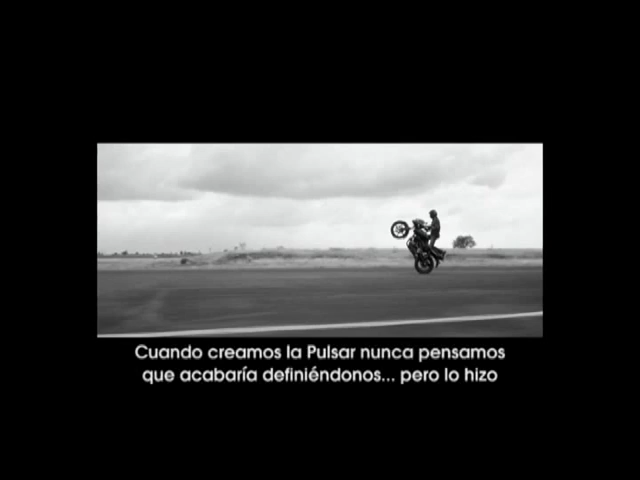 Cuando creamos la Pulsar nunca pensamos
que acabaría definiéndonos... pero lo hizo